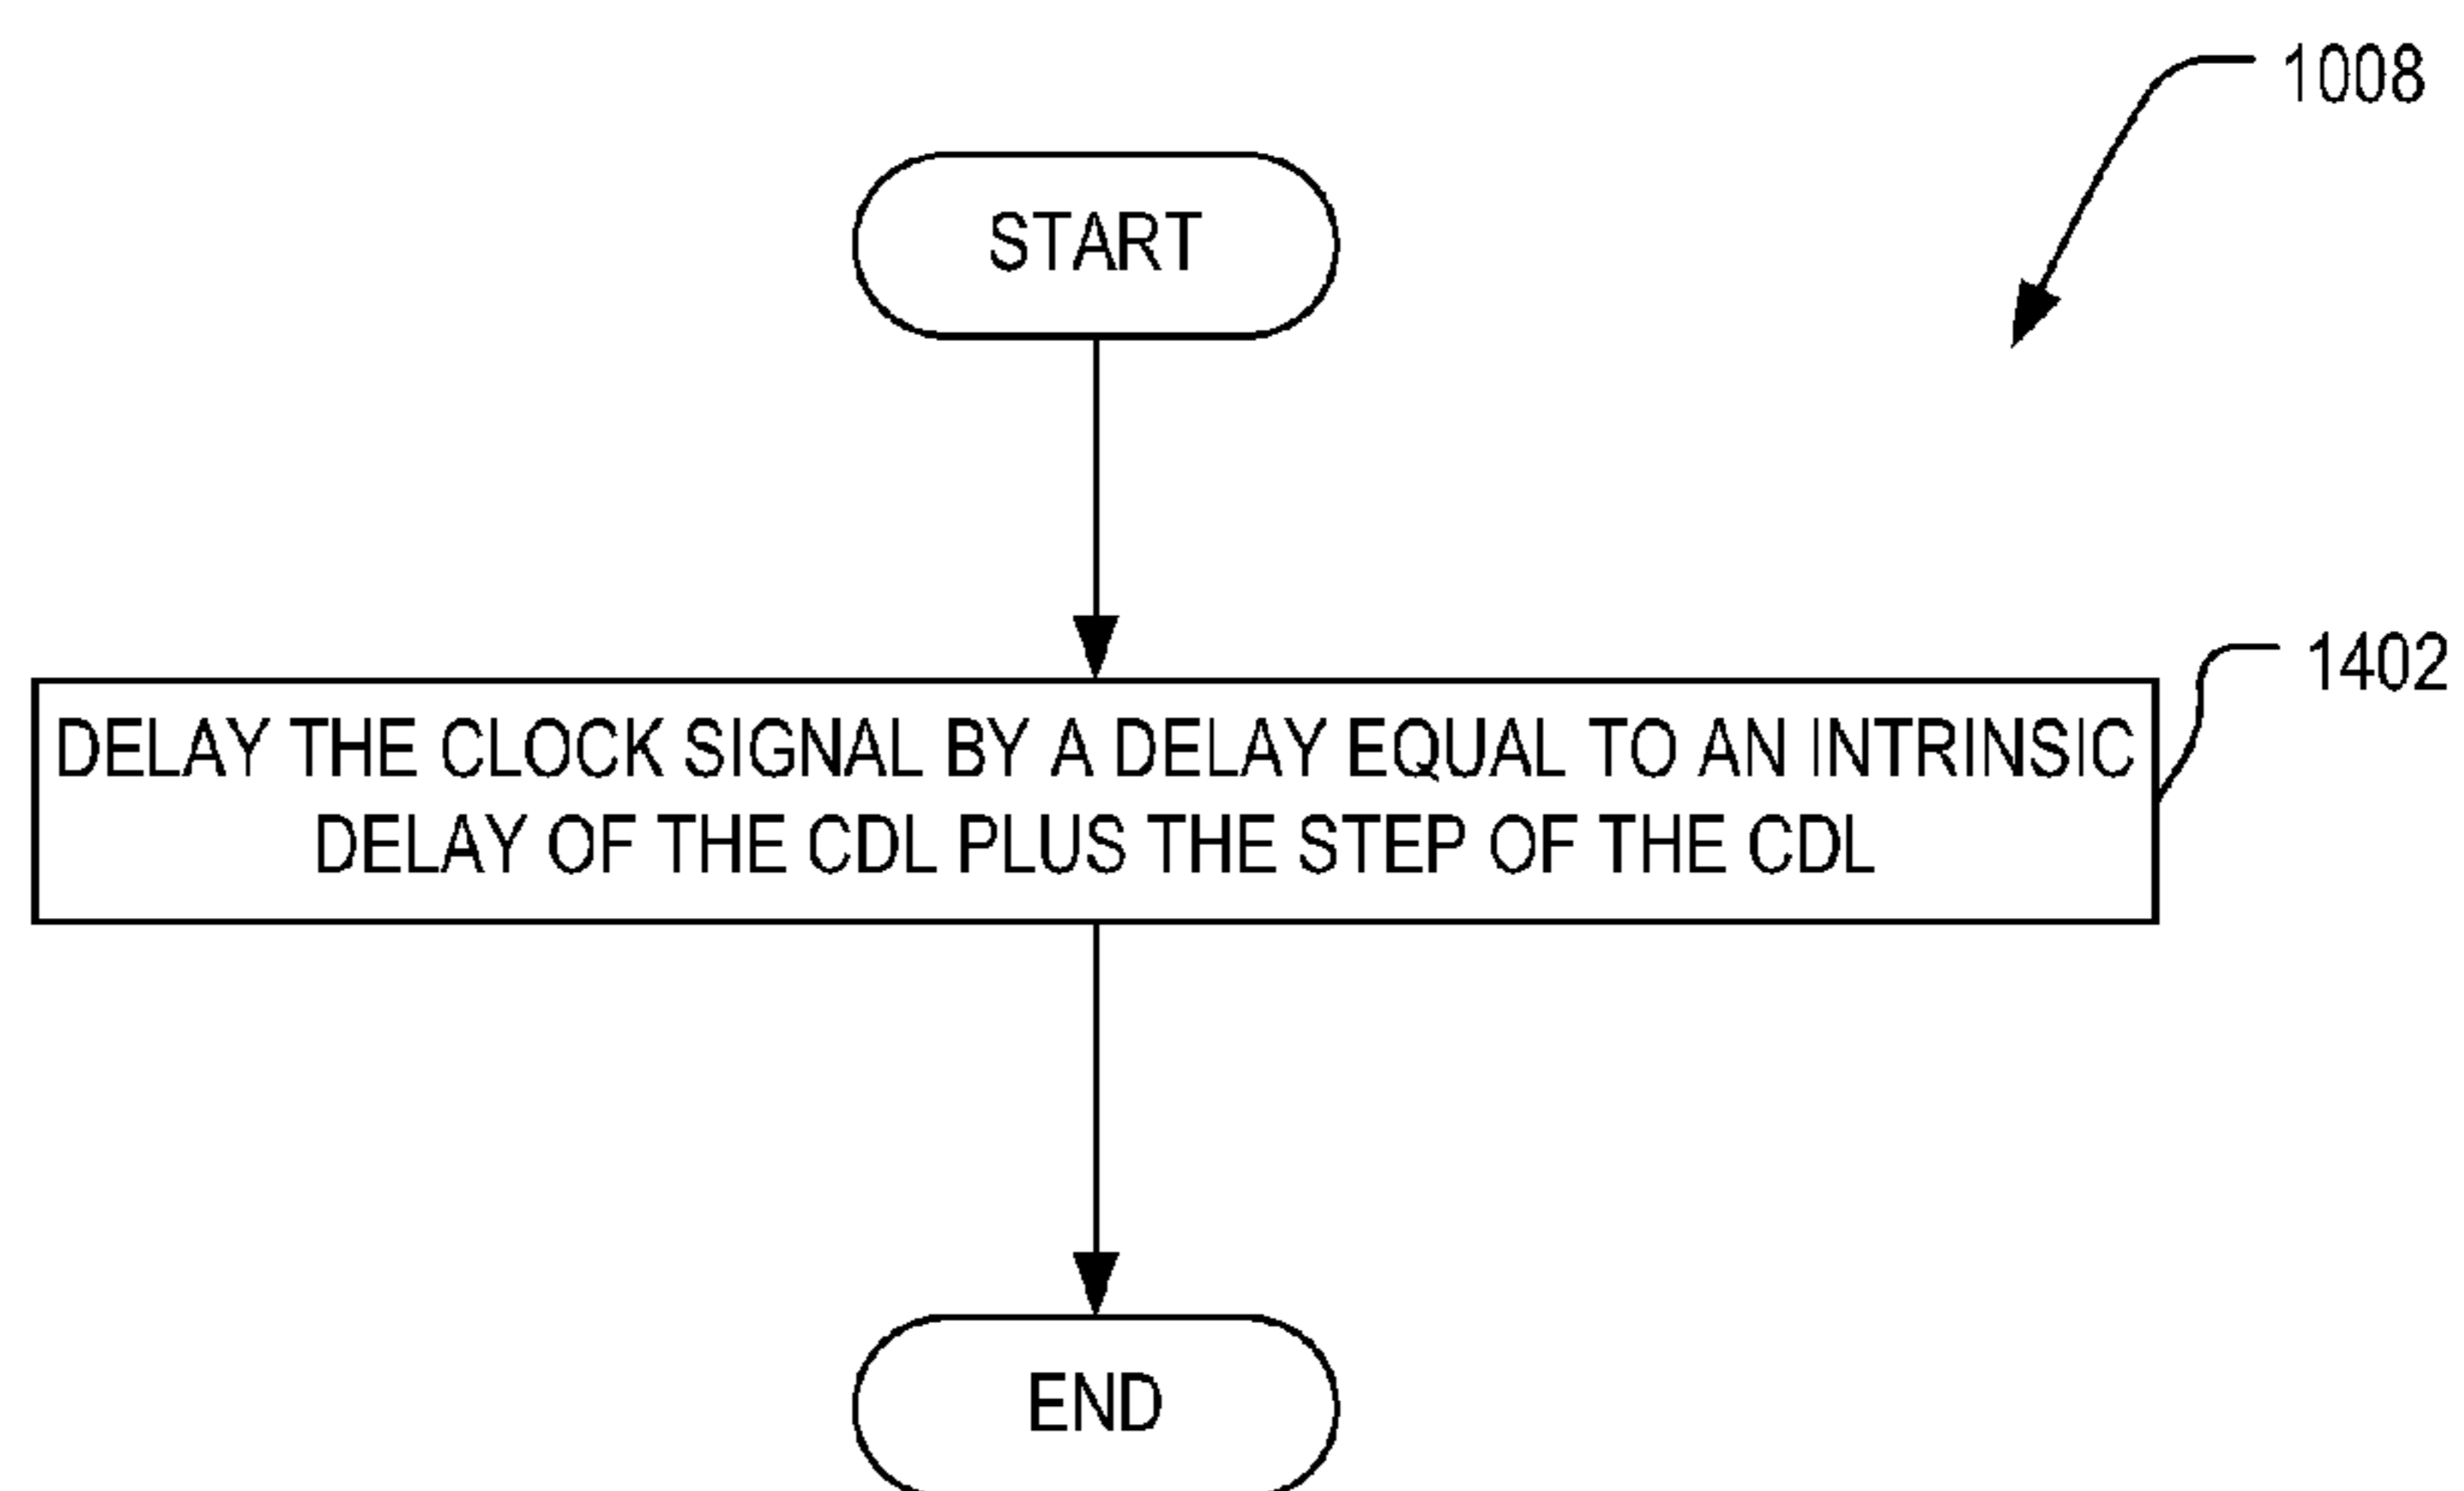 1008
START
1402
DELAY THE CLOCK SIGNAL BY A DELAY EQUAL TO AN INTRINSIC
DELAY OF THE CDL PLUS THE STEP OF THE CDL
END